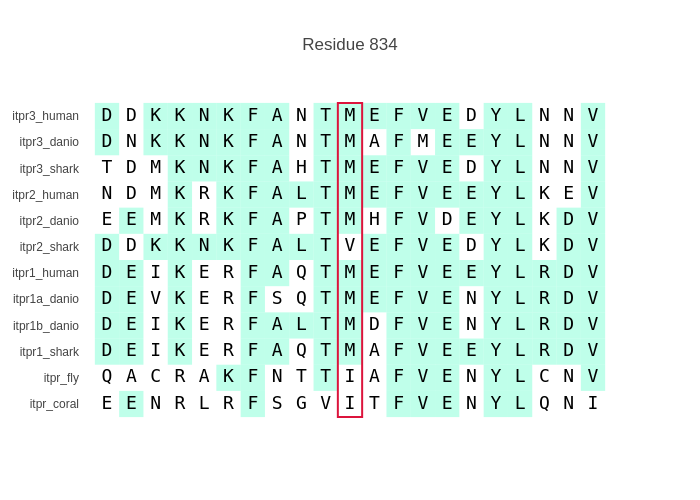 Residue 834
itpr3_human D D K K N K F A N T M E F V E D Y L N N V
itpr3_danio D N K K N K F A N T M A F M E E Y L N N V
itpr3_shark T D M K N K F A H T M E F V E D Y L N N V
itpr2_human N D M K R K F A L T M E F V E E Y L K E V
itpr2_danio E E M K R K F A P T M H F V D E Y L K D V
itpr2_shark D D K K N K F A L T V E F V E D Y L K D V
itpr1_human D E I K E R F A Q T M E F V E E Y L R D V
itpr1a_danio D E V K E R F S Q T M E F V E N Y L R D V
itpr1b_danio D E I K E R F A L T M D F V E N Y L R D V
itpr1_shark D E I K E R F A Q T M A F V E E Y L R D V
itpr_fly Q A C R A K F N T T I A F V E N Y L C N V
itpr_coral E E N R L R F S G V I T F V E N Y L Q N I